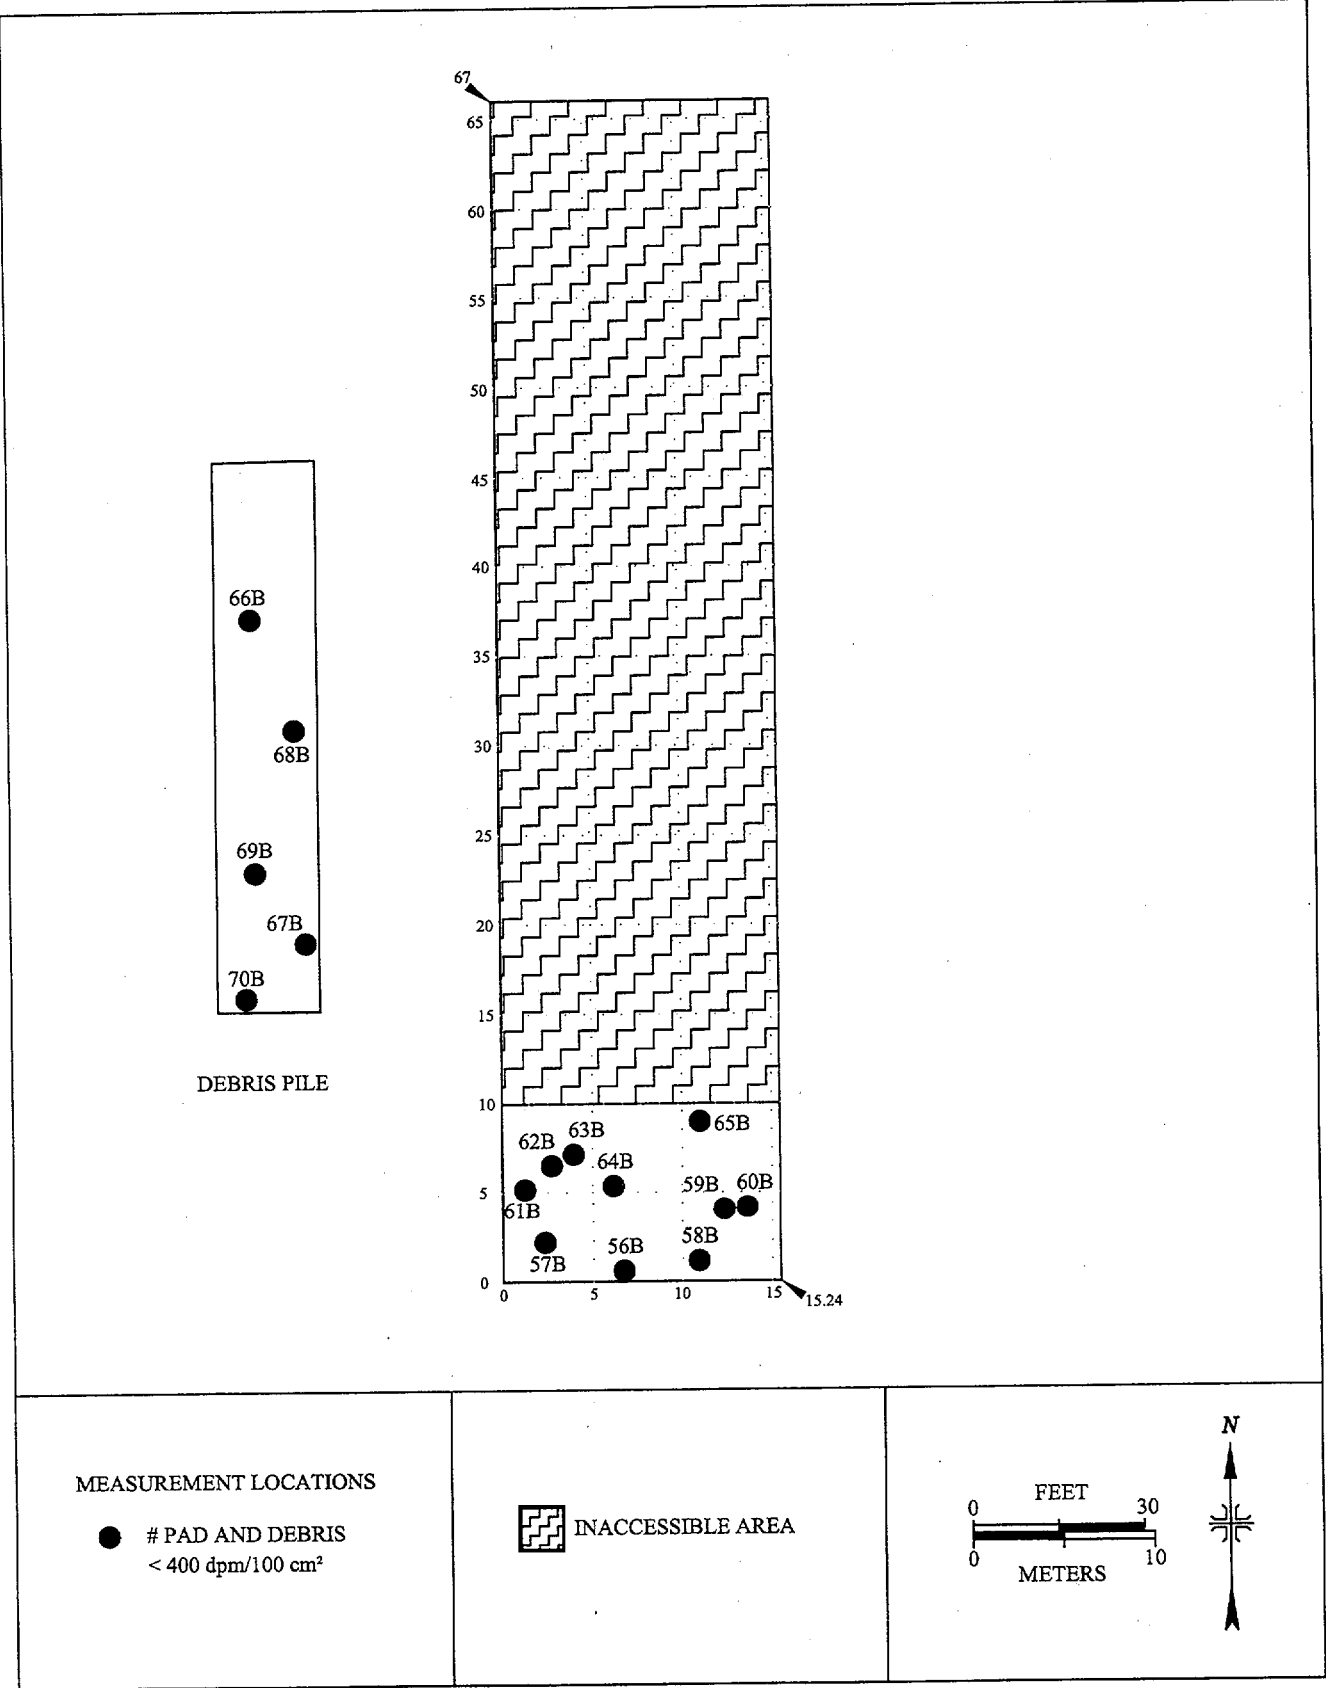 67
65
60
55
50
45
40
35
30
25
20
15
10
5
0
66B
68B
69B
67B
70B
DEBRIS PILE
65B
63B
62B
64B
59B 60B
61B
58B
57B
56B
0 5 10 15 15.24
MEASUREMENT LOCATIONS
# PAD AND DEBRIS
< 400 dpm/100 cm²
INACCESSIBLE AREA
N
FEET
0 30
0 10
METERS